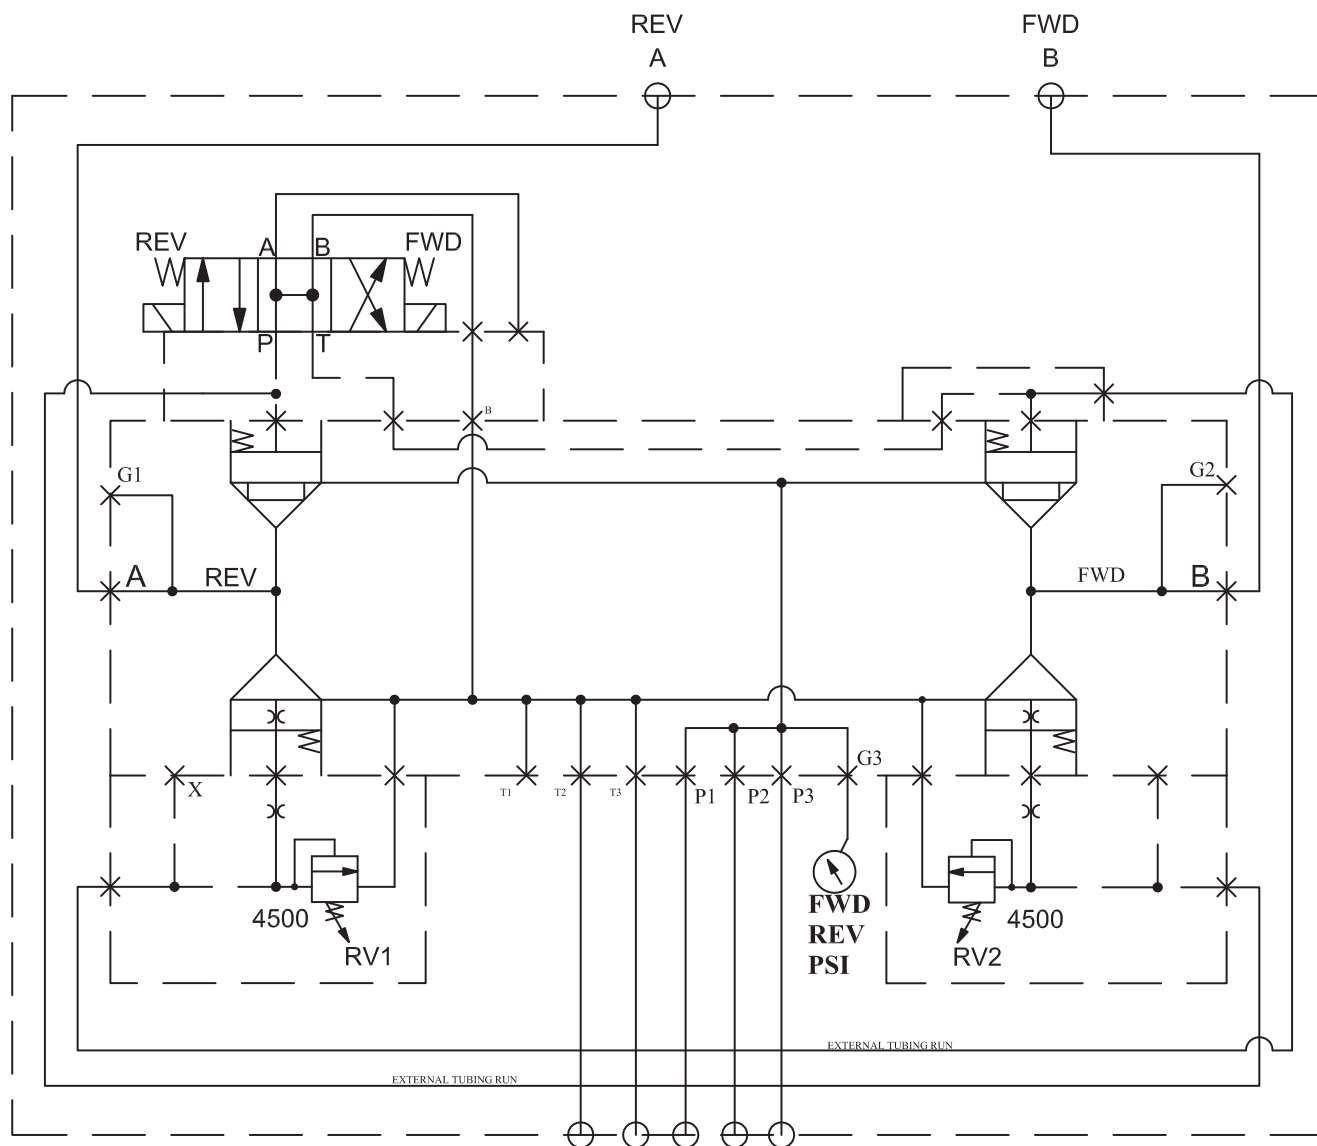 REV
A
FWD
B
REV
A
B
FWD
P
T
B
G1
G2
A
REV
FWD
B
X
T1
T2
T3
P1
P2
P3
G3
4500
RV1
FWD
REV
PSI
4500
RV2
EXTERNAL TUBING RUN
EXTERNAL TUBING RUN